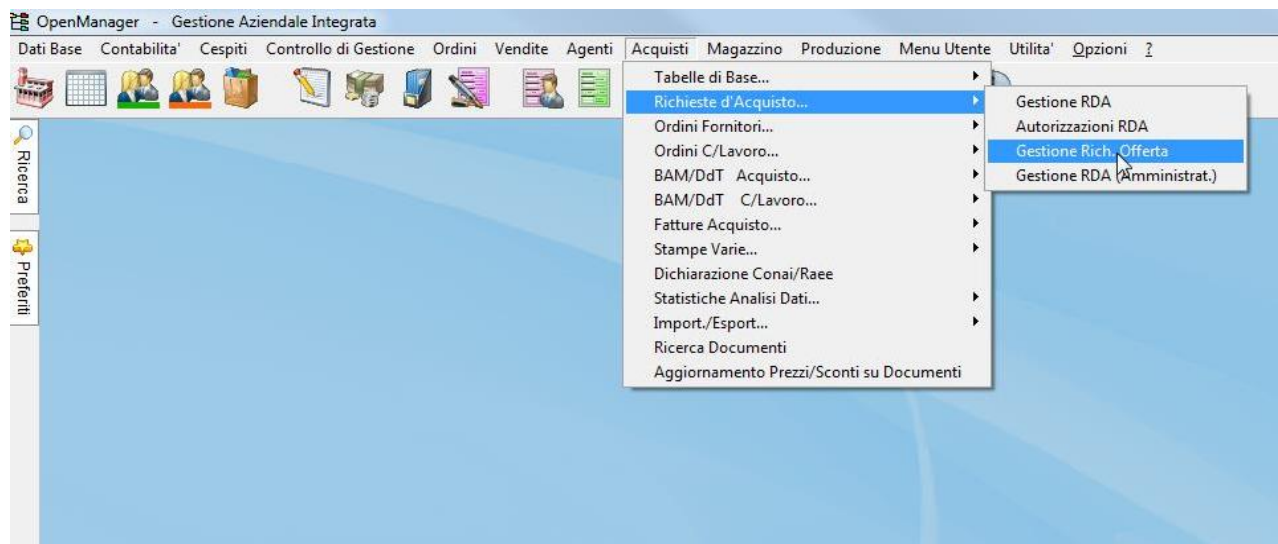 OpenManager - Gestione Aziendale Integrata
Dati Base Contabilita' Cespiti Controllo di Gestione Ordini Vendite Agenti Acquisti Magazzino Produzione Menu Utente Utilita' Opzioni ?
Tabelle di Base...
Richieste d'Acquisto...
Ordini Fornitori...
Ordini C/Lavoro...
BAM/DdT Acquisto...
BAM/DdT C/Lavoro...
Fatture Acquisto...
Stampe Varie...
Dichiarazione Conai/Raee
Statistiche Analisi Dati...
Import./Esport...
Ricerca Documenti
Aggiornamento Prezzi/Sconti su Documenti
Gestione RDA
Autorizzazioni RDA
Gestione Rich. Offerta
Gestione RDA (Amministrat.)
Ricerca
Preferiti